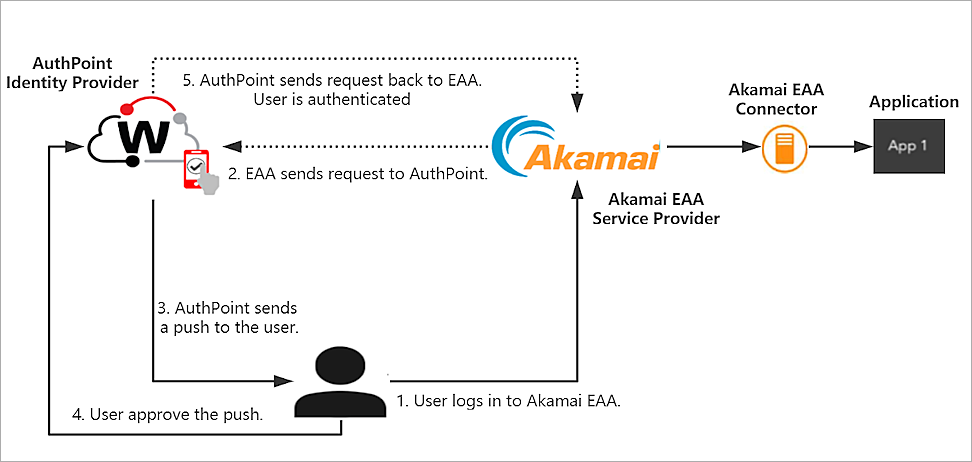 AuthPoint
Identity Provider
5. AuthPoint sends request back to EAA.
User is authenticated
Akamai EAA
Connector
Application
W
Akamai
App 1
2. EAA sends request to AuthPoint.
Akamai EAA
Service Provider
3. AuthPoint sends
a push to the user.
4. User approve the push.
1. User logs in to Akamai EAA.